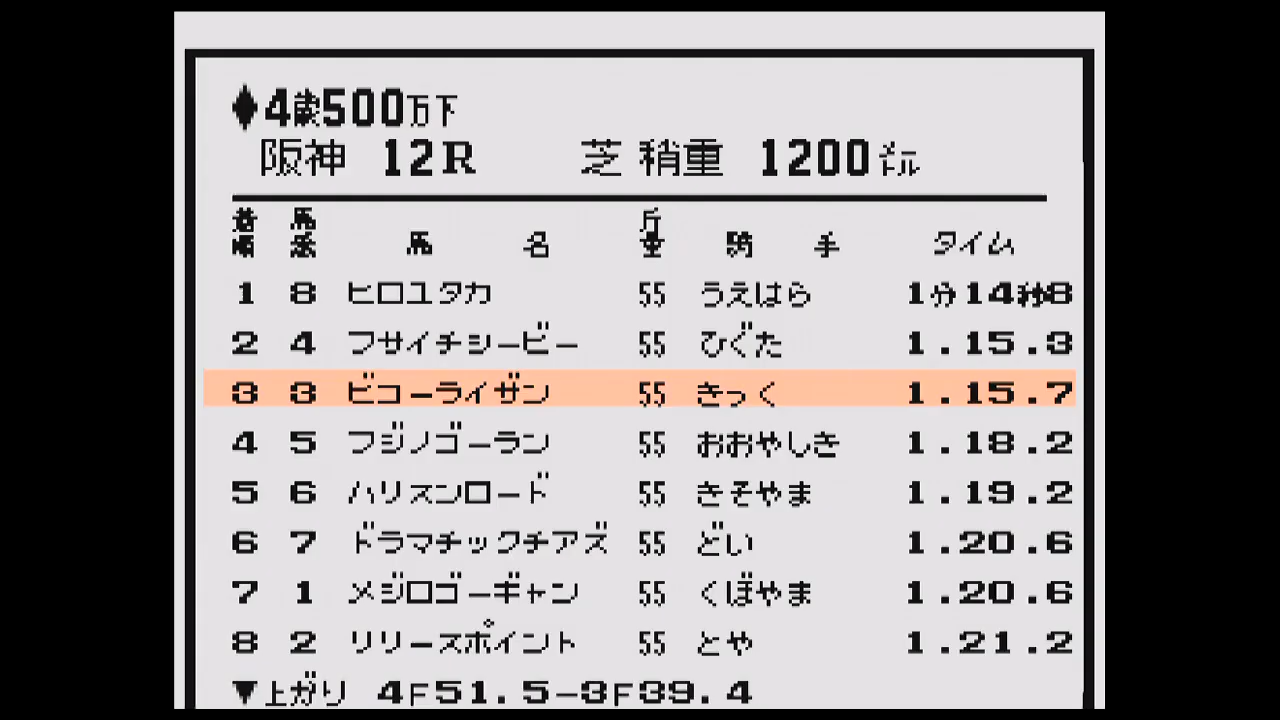 ♦4歳500万下
阪神 12R 芝 稍重 1200メートル
着順 馬番 馬名 斤量 騎手 タイム
1 8 ヒロユタカ 55 うえはら 1分14秒8
2 4 フサイチシービー 55 ひぐた 1.15.3
3 3 ビコーライザン 55 きっく 1.15.7
4 5 フジノゴーラン 55 おおやしき 1.18.2
5 6 ハリスンロード 55 きそやま 1.19.2
6 7 ドラマチックチアズ 55 どい 1.20.6
7 1 メジロゴーギャン 55 くぼやま 1.20.6
8 2 リリースポイント 55 とや 1.21.2
▼上がり 4F51.5-3F39.4